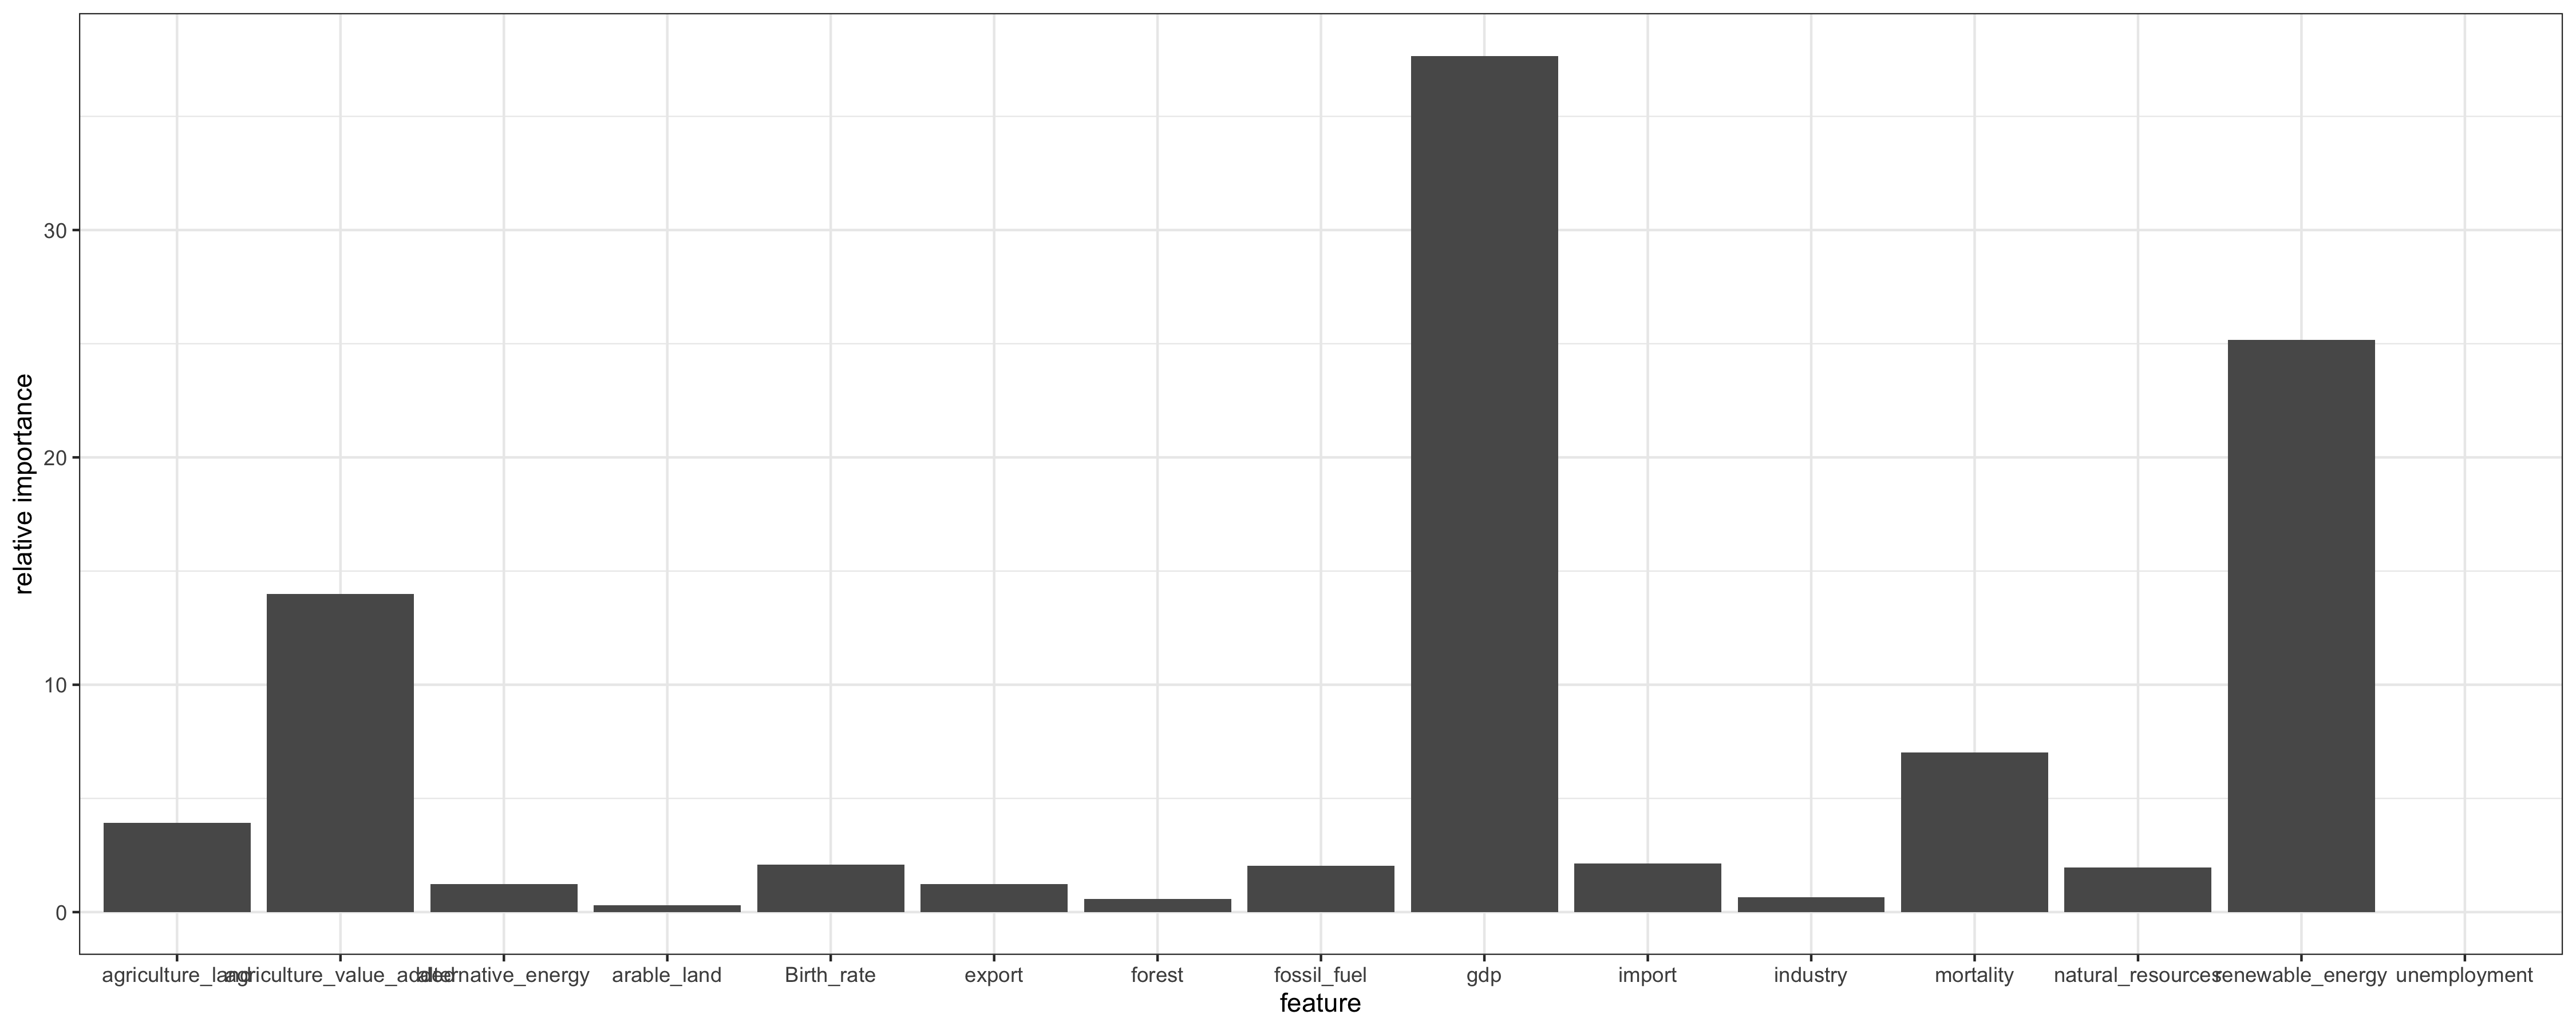 relative importance
30
20
10
0
agriculture_land agriculture_value_added alternative_energy arable_land Birth_rate export forest fossil_fuel gdp import industry mortality natural_resources renewable_energy unemployment
feature